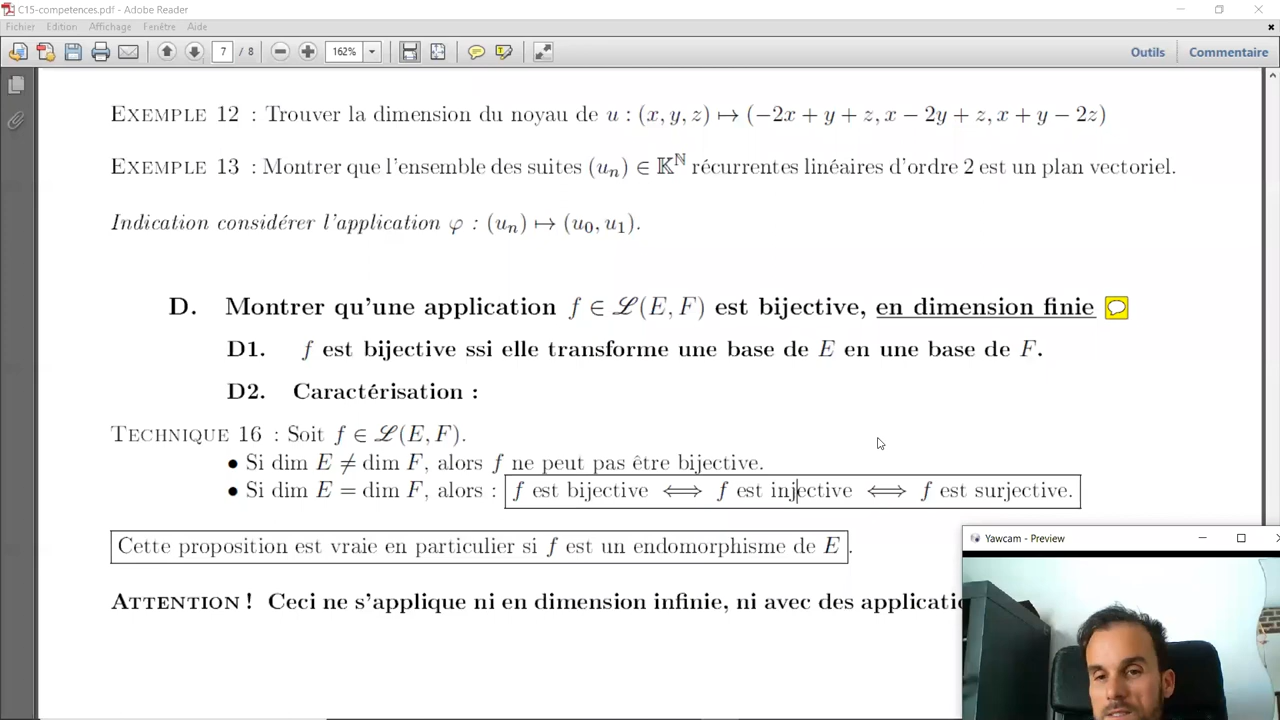 C15-competences.pdf - Adobe Reader
Fichier Edition Affichage Fenêtre Aide
7 / 8 162% Outils Commentaire
EXEMPLE 12 : Trouver la dimension du noyau de u : (x, y, z) ↦ (−2x + y + z, x − 2y + z, x + y − 2z)
EXEMPLE 13 : Montrer que l'ensemble des suites (uₙ) ∈ 𝕂^ℕ récurrentes linéaires d'ordre 2 est un plan vectoriel.
Indication considérer l'application φ : (uₙ) ↦ (u₀, u₁).
D. Montrer qu'une application f ∈ ℒ(E, F) est bijective, en dimension finie
D1. f est bijective ssi elle transforme une base de E en une base de F.
D2. Caractérisation :
TECHNIQUE 16 : Soit f ∈ ℒ(E, F).
• Si dim E ≠ dim F, alors f ne peut pas être bijective.
• Si dim E = dim F, alors : f est bijective ⟺ f est injective ⟺ f est surjective.
Cette proposition est vraie en particulier si f est un endomorphisme de E.
Yawcam - Preview
ATTENTION ! Ceci ne s'applique ni en dimension infinie, ni avec des